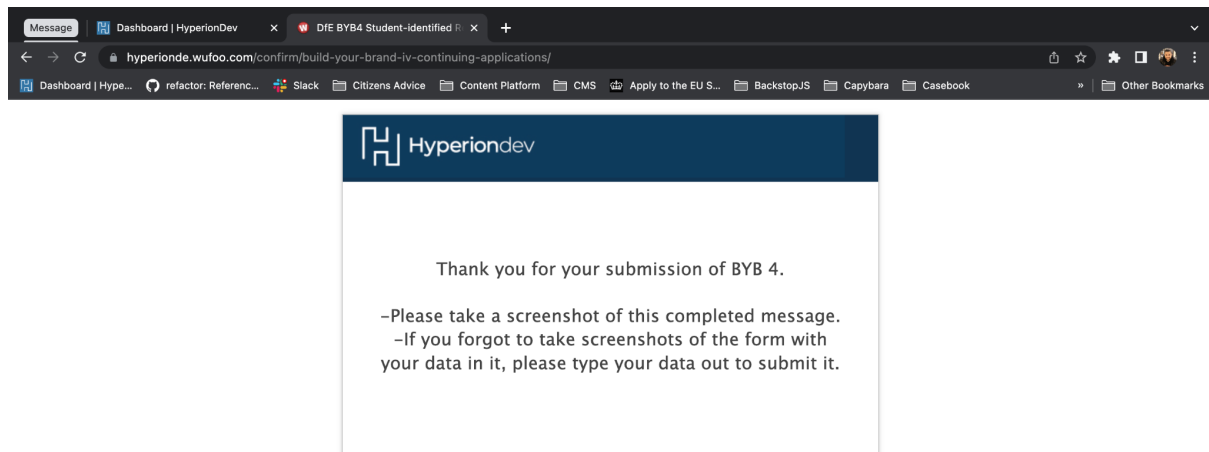 Message
Dashboard | HyperionDev
DfE BYB4 Student-identified R
hyperionde.wufoo.com/confirm/build-your-brand-iv-continuing-applications/
Dashboard | Hype...
refactor: Referenc...
Slack
Citizens Advice
Content Platform
CMS
Apply to the EU S...
BackstopJS
Capybara
Casebook
»
Other Bookmarks
Hyperiondev
Thank you for your submission of BYB 4.
–Please take a screenshot of this completed message.
–If you forgot to take screenshots of the form with
your data in it, please type your data out to submit it.